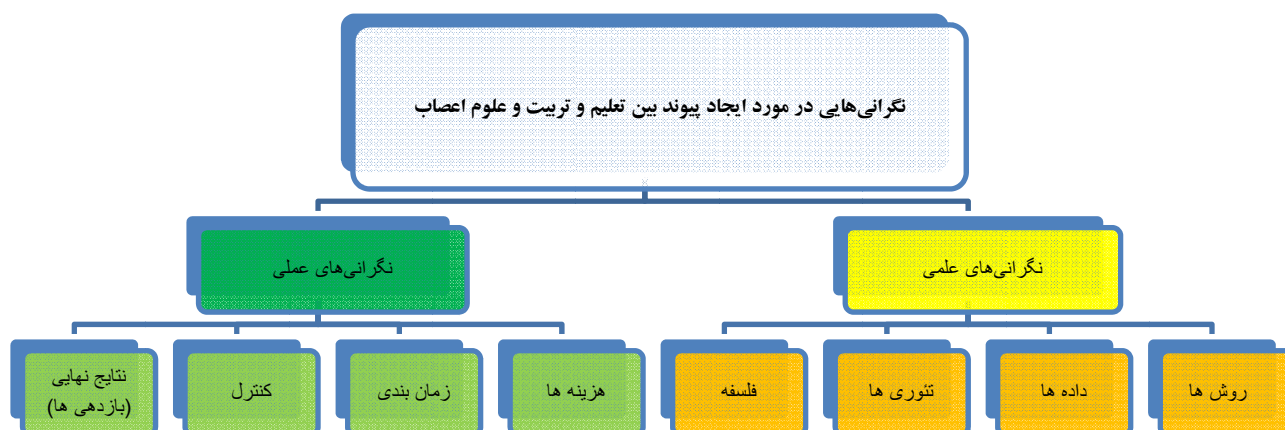 نگرانی‌هایی در مورد ایجاد پیوند بین تعلیم و تربیت و علوم اعصاب
نگرانی‌های علمی
نگرانی‌های عملی
روش ها
داده ها
تئوری ها
فلسفه
هزینه ها
زمان بندی
کنترل
نتایج نهایی
(بازدهی ها)